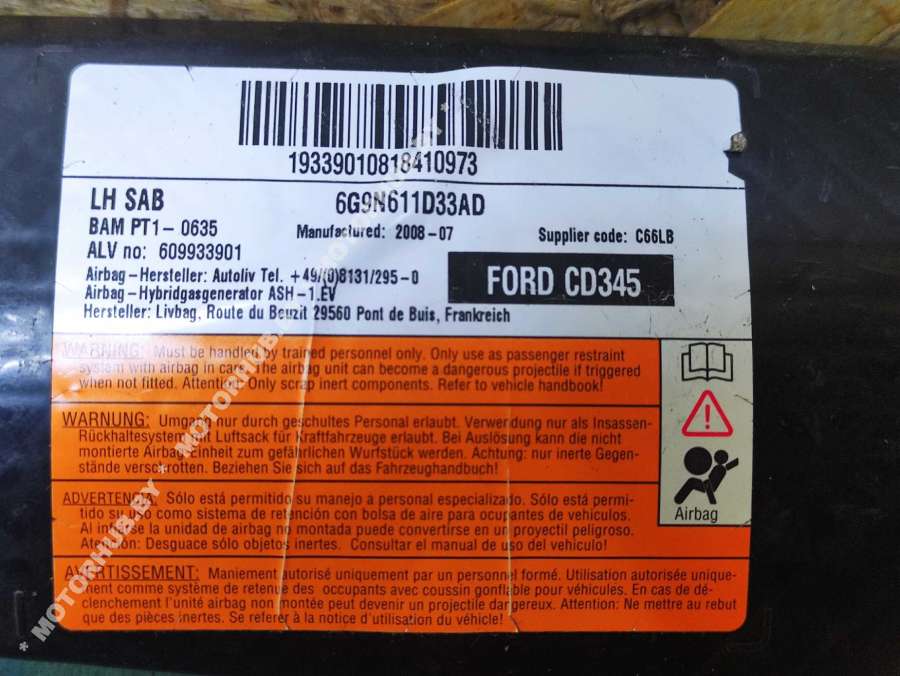 19339010818410973
LH SAB
6G9N611D33AD
BAM PT1- 0635
Manufactured: 2008-07
Supplier code: C66LB
ALV no: 609933901
Airbag-Hersteller: Autoliv Tel. +49/(0)8131/295-0
Airbag-Hybridgasgenerator ASH-1.EV
FORD CD345
Hersteller: Livbag, Route du Beuzit 29560 Pont de Buis, Frankreich
WARNING: Must be handled by trained personnel only. Only use as passenger restraint
system with airbag in care. The airbag unit can become a dangerous projectile if triggered
when not fitted. Attention: Only scrap inert components. Refer to vehicle handbook!
WARNUNG: Umgang nur durch geschultes Personal erlaubt. Verwendung nur als Insassen-
Rückhaltesystem mit Luftsack für Kraftfahrzeuge erlaubt. Bei Auslösung kann die nicht
montierte Airbag-Einheit zum gefährlichen Wurfstück werden. Achtung: nur inerte Gegen-
stände verschrotten. Beziehen Sie sich auf das Fahrzeughandbuch!
ADVERTENCIA: Sólo está permitido su manejo a personal especializado. Sólo está permi-
tido su uso como sistema de retención con bolsa de aire para ocupantes de vehículos.
Al inflarse la unidad de airbag no montada puede convertirse en un proyectil peligroso.
Atención: Desguace sólo objetos inertes. Consultar el manual de uso del vehículo!
AVERTISSEMENT: Maniement autorisé uniquement par un personnel formé. Utilisation autorisée unique-
ment comme système de retenue des occupants avec coussin gonflable pour véhicules. En cas de dé-
clenchement l'unité airbag non montée peut devenir un projectile dangereux. Attention: Ne mettre au rebut
que des pièces inertes. Se referer à la notice d'utilisation du véhicle!
Airbag
* MOTORHUB.BY * MOTORHUB.BY * MOTORHUB.BY *